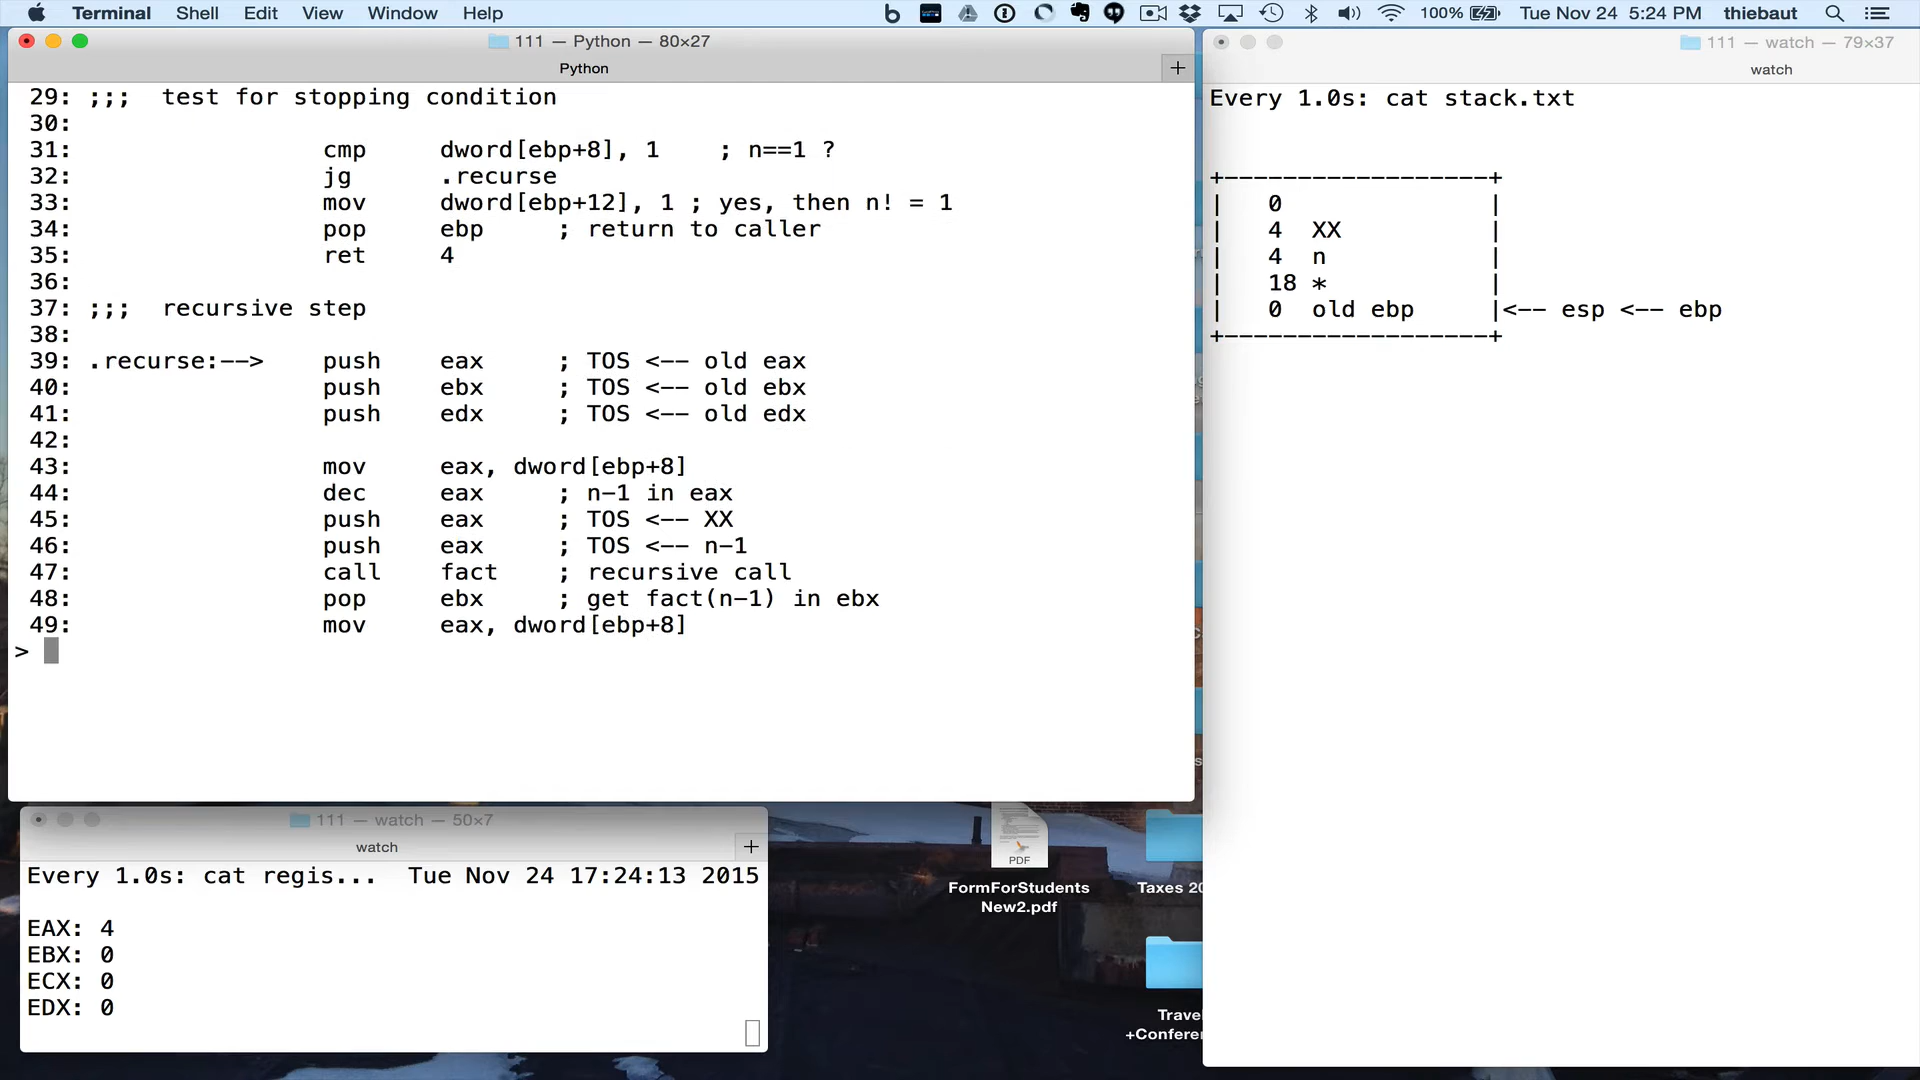 Terminal Shell Edit View Window Help 100% Tue Nov 24 5:24 PM thiebaut
111 — Python — 80×27
Python
29: ;;;  test for stopping condition
30:
31:                 cmp     dword[ebp+8], 1    ; n==1 ?
32:                 jg      .recurse
33:                 mov     dword[ebp+12], 1 ; yes, then n! = 1
34:                 pop     ebp     ; return to caller
35:                 ret     4
36:
37: ;;;  recursive step
38:
39: .recurse:-->    push    eax     ; TOS <-- old eax
40:                 push    ebx     ; TOS <-- old ebx
41:                 push    edx     ; TOS <-- old edx
42:
43:                 mov     eax, dword[ebp+8]
44:                 dec     eax     ; n-1 in eax
45:                 push    eax     ; TOS <-- XX
46:                 push    eax     ; TOS <-- n-1
47:                 call    fact    ; recursive call
48:                 pop     ebx     ; get fact(n-1) in ebx
49:                 mov     eax, dword[ebp+8]
>
111 — watch — 79×37
watch
Every 1.0s: cat stack.txt
+------------------+
|   0              |
|   4  XX          |
|   4  n           |
|   18 *           |
|   0  old ebp     |<-- esp <-- ebp
+------------------+
111 — watch — 50×7
watch
Every 1.0s: cat regis...  Tue Nov 24 17:24:13 2015
EAX: 4
EBX: 0
ECX: 0
EDX: 0
PDF
FormForStudents
New2.pdf
Taxes 20
Trave
+Conferer